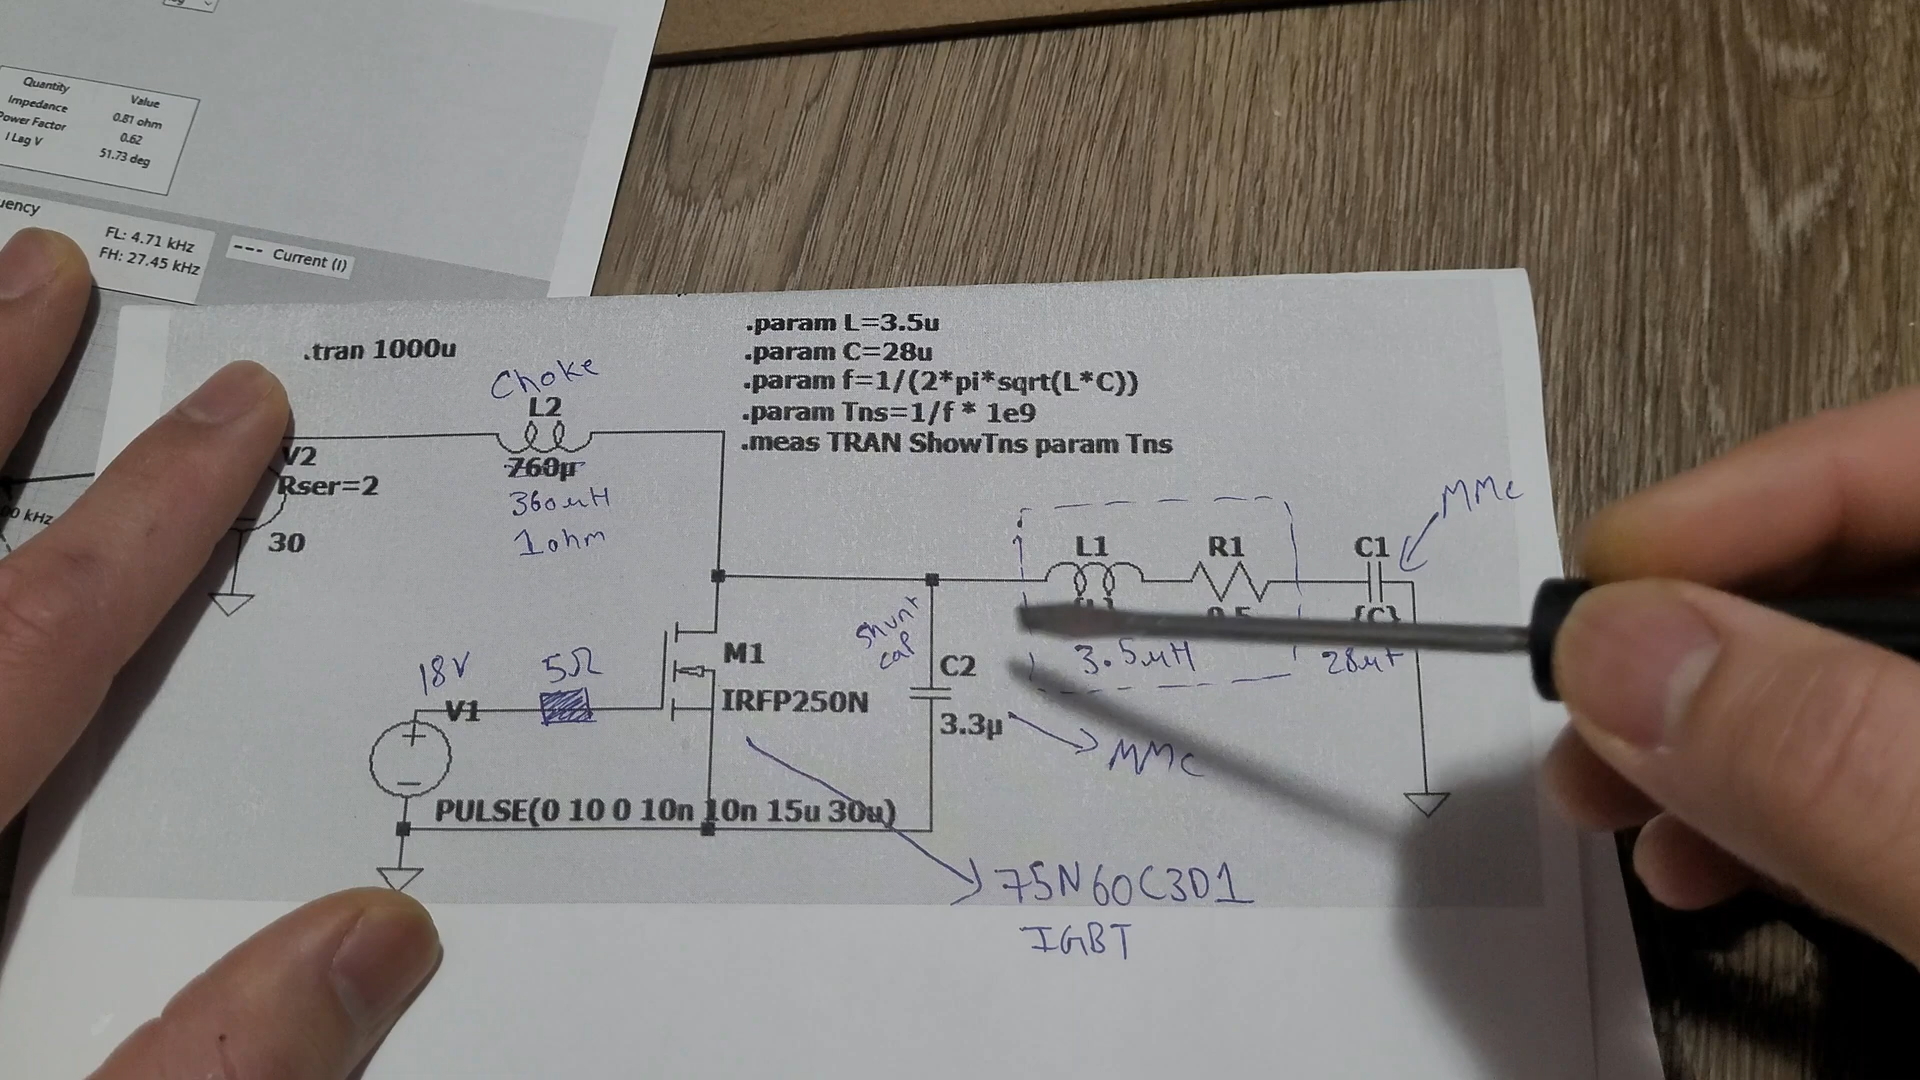 Quantity Value
Impedance 0.81 ohm
Power Factor 0.62
I Lag V 51.73 deg
FL: 4.71 kHz
FH: 27.45 kHz
--- Current (I)
kHz
.tran 1000u
.param L=3.5u
.param C=28u
.param f=1/(2*pi*sqrt(L*C))
.param Tns=1/f * 1e9
.meas TRAN ShowTns param Tns
Choke
L2
760µ
360uH
1ohm
V2
Rser=2
30
MMC
L1
R1
C1
{C}
3.5uH
28uF
shunt
cap
C2
3.3µ
MMC
M1
IRFP250N
18V
5Ω
V1
PULSE(0 10 0 10n 10n 15u 30u)
75N60C3D1
IGBT